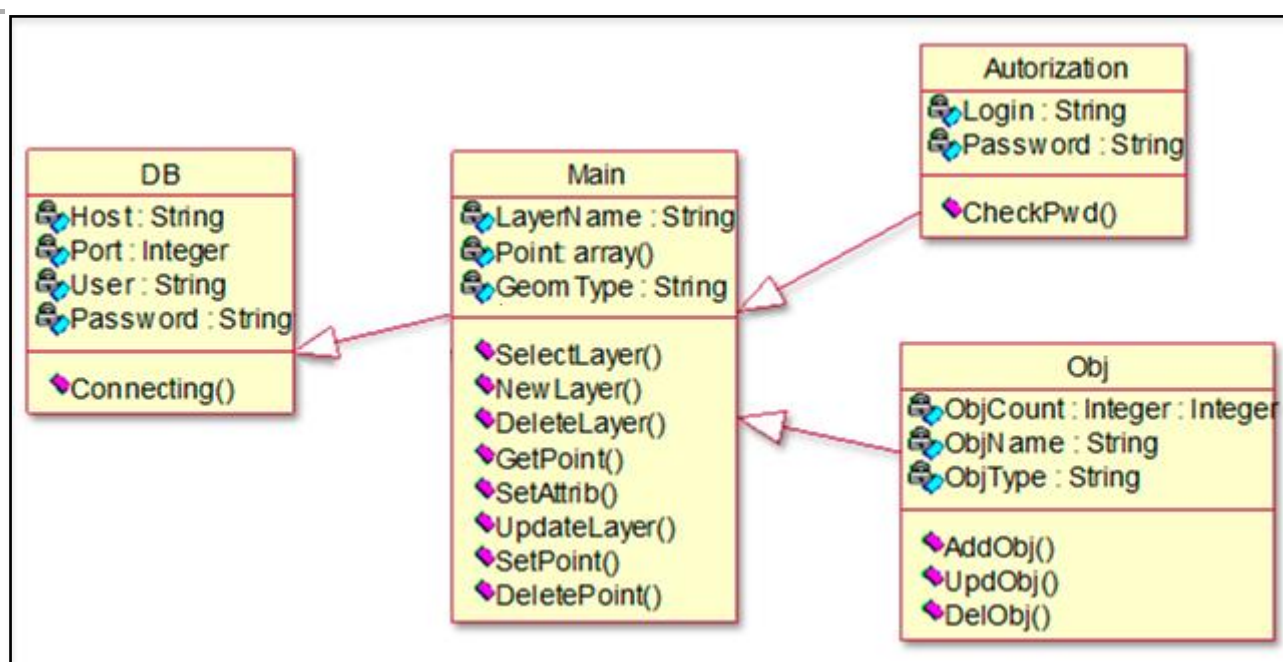 DB
Host : String
Port : Integer
User : String
Password : String
Connecting()
Main
LayerName : String
Point: array()
GeomType : String
SelectLayer()
NewLayer()
DeleteLayer()
GetPoint()
SetAttrib()
UpdateLayer()
SetPoint()
DeletePoint()
Autorization
Login : String
Password : String
CheckPwd()
Obj
ObjCount : Integer : Integer
ObjName : String
ObjType : String
AddObj()
UpdObj()
DelObj()